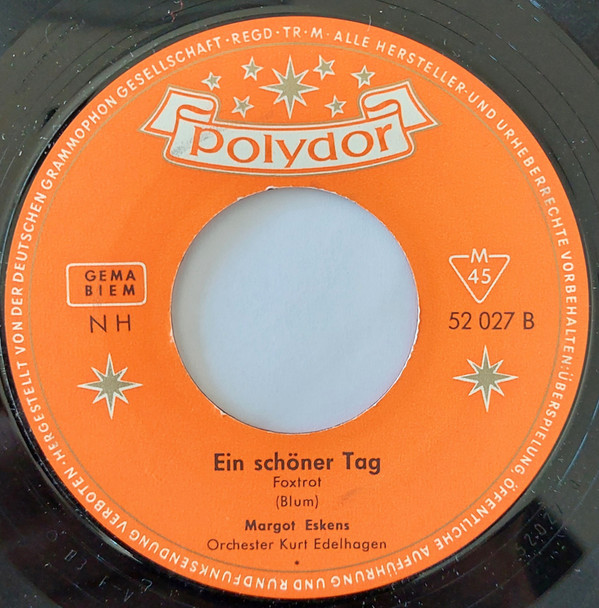 HERGESTELLT VON DER DEUTSCHEN GRAMMOPHON GESELLSCHAFT · REGD · TR · M · ALLE HERSTELLER- UND URHEBERRECHTE VORBEHALTEN: ÜBERSPIELUNG, ÖFFENTLICHE AUFFÜHRUNG UND RUNDFUNKSENDUNG VERBOTEN ·
Polydor
GEMA
BIEM
NH
M
45
52 027 B
Ein schöner Tag
Foxtrot
(Blum)
Margot Eskens
Orchester Kurt Edelhagen